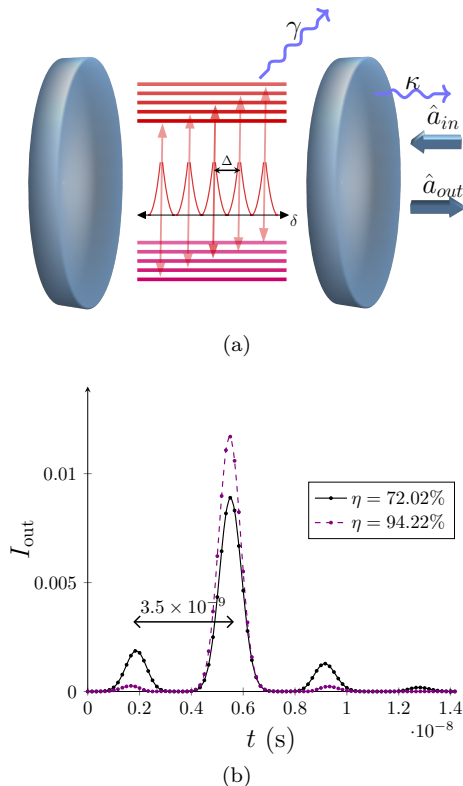 γ
κ
â_in
Δ
â_out
δ
(a)
0.01
η = 72.02%
η = 94.22%
I_out
0.005
3.5 × 10⁻⁹
0
0 0.2 0.4 0.6 0.8 1 1.2 1.4
t (s)
·10⁻⁸
(b)